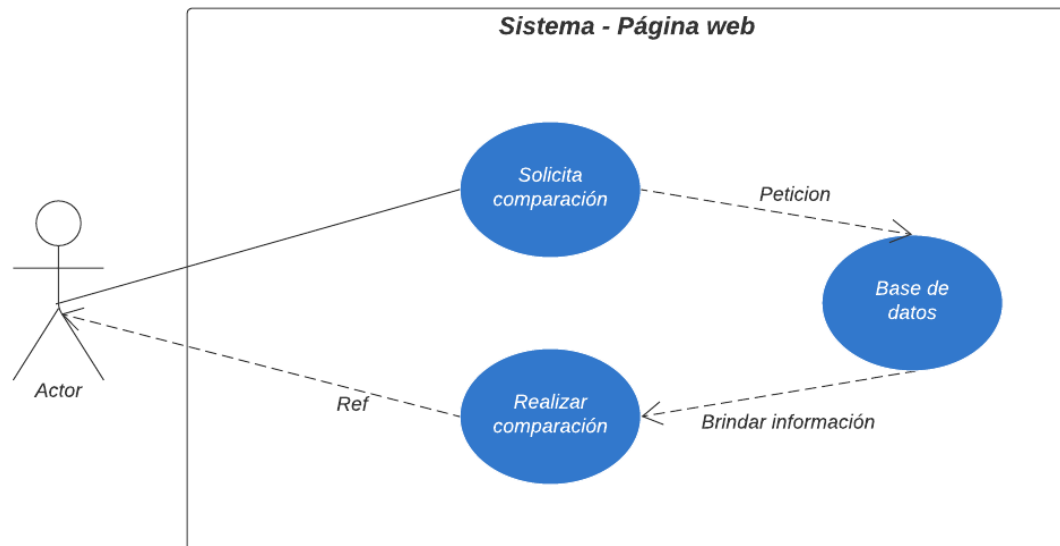 Sistema - Página web
Solicita
comparación
Peticion
Base de
datos
Actor
Ref
Realizar
comparación
Brindar información